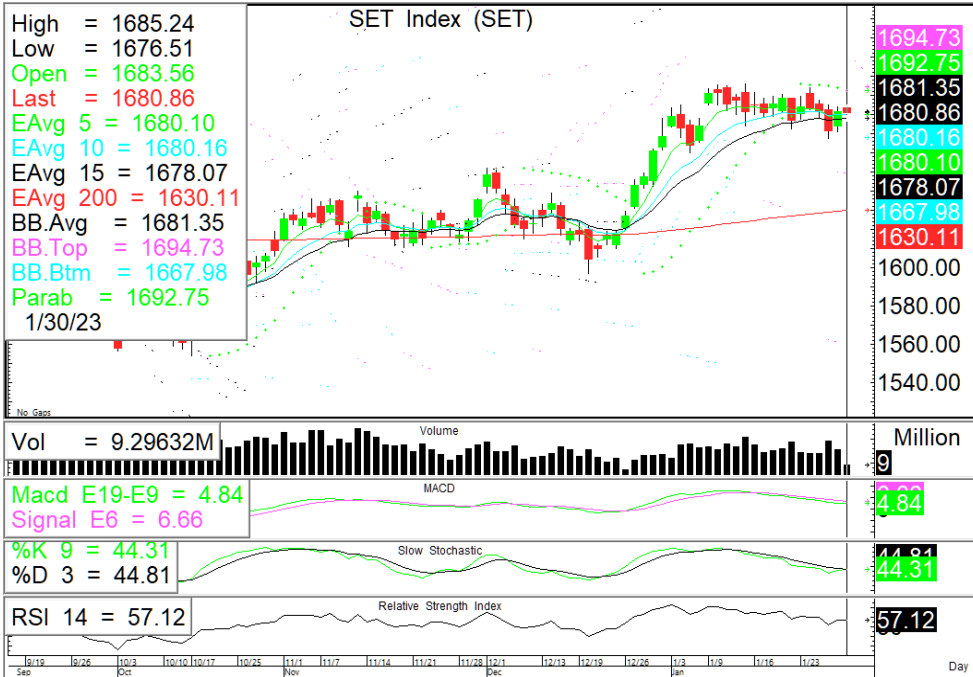 SET Index (SET)
High = 1685.24
Low = 1676.51
Open = 1683.56
Last = 1680.86
EAvg 5 = 1680.10
EAvg 10 = 1680.16
EAvg 15 = 1678.07
EAvg 200 = 1630.11
BB.Avg = 1681.35
BB.Top = 1694.73
BB.Btm = 1667.98
Parab = 1692.75
1/30/23
No Gaps
1694.73
1692.75
1681.35
1680.86
1680.16
1680.10
1678.07
1667.98
1630.11
1600.00
1580.00
1560.00
1540.00
Volume
Vol = 9.29632M
Million
9
MACD
Macd E19-E9 = 4.84
Signal E6 = 6.66
4.84
Slow Stochastic
%K 9 = 44.31
%D 3 = 44.81
44.81
44.31
Relative Strength Index
RSI 14 = 57.12
57.12
9/19 9/26 10/3 10/10 10/17 10/25 11/1 11/7 11/14 11/21 11/28 12/1 12/13 12/19 12/26 1/3 1/9 1/16 1/23
Sep Oct Nov Dec Jan
Day